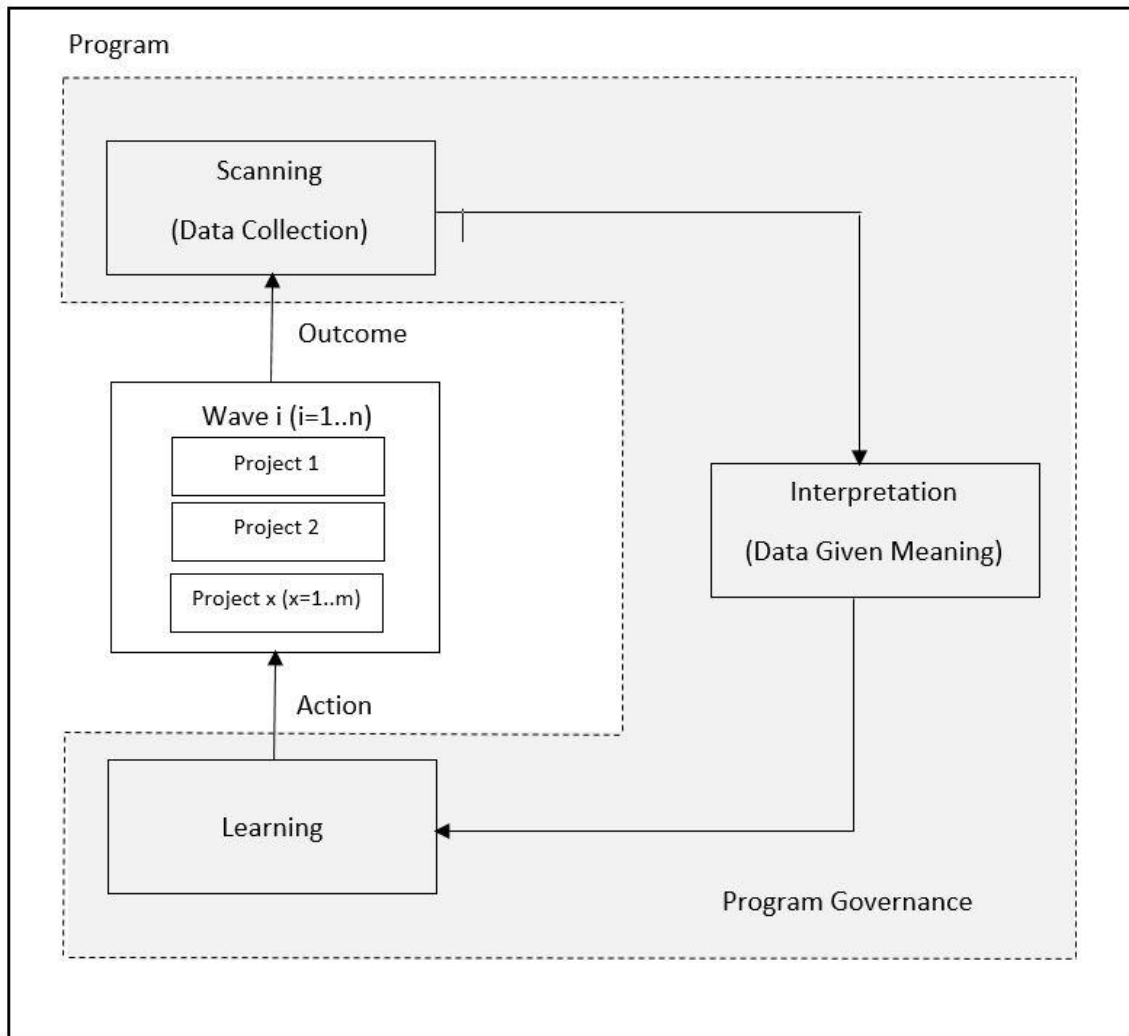 Program
Scanning
(Data Collection)
Outcome
Wave i (i=1..n)
Project 1
Project 2
Project x (x=1..m)
Interpretation
(Data Given Meaning)
Action
Learning
Program Governance